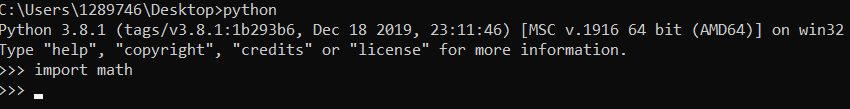 C:\Users\1289746\Desktop>python
Python 3.8.1 (tags/v3.8.1:1b293b6, Dec 18 2019, 23:11:46) [MSC v.1916 64 bit (AMD64)] on win32
Type "help", "copyright", "credits" or "license" for more information.
>>> import math
>>>